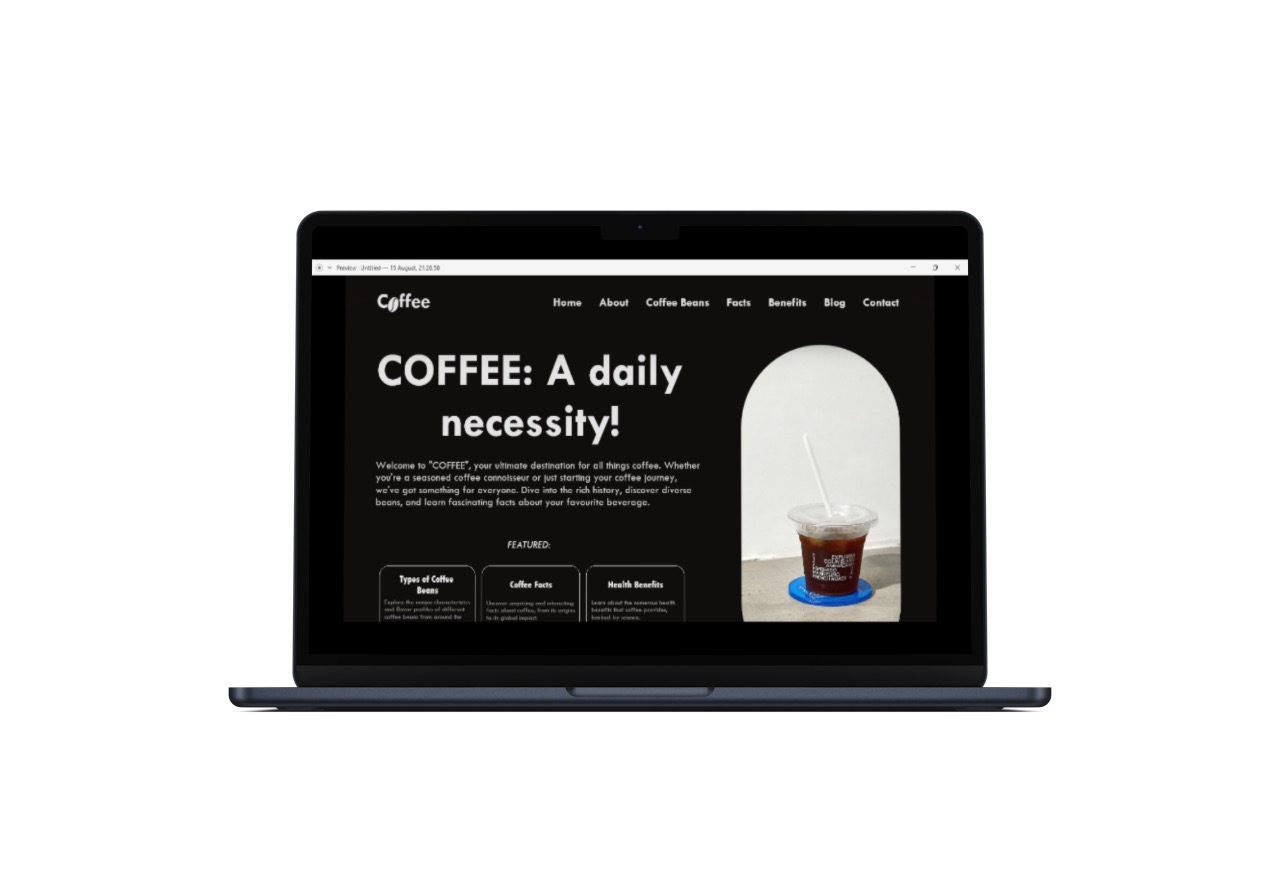 Preview: Untitled — 15 August, 21:26:58
Coffee
Home About Coffee Beans Facts Benefits Blog Contact
COFFEE: A daily
necessity!
Welcome to "COFFEE", your ultimate destination for all things coffee. Whether
you're a seasoned coffee connoisseur or just starting your coffee journey,
we've got something for everyone. Dive into the rich history, discover diverse
beans, and learn fascinating facts about your favourite beverage.
FEATURED:
Types of Coffee
Beans
Explore the unique characteristics
and flavor profiles of different
coffee beans from around the
Coffee Facts
Uncover surprising and interesting
facts about coffee, from its origins
to its global impact.
Health Benefits
Learn about the numerous health
benefits that coffee provides,
backed by science.